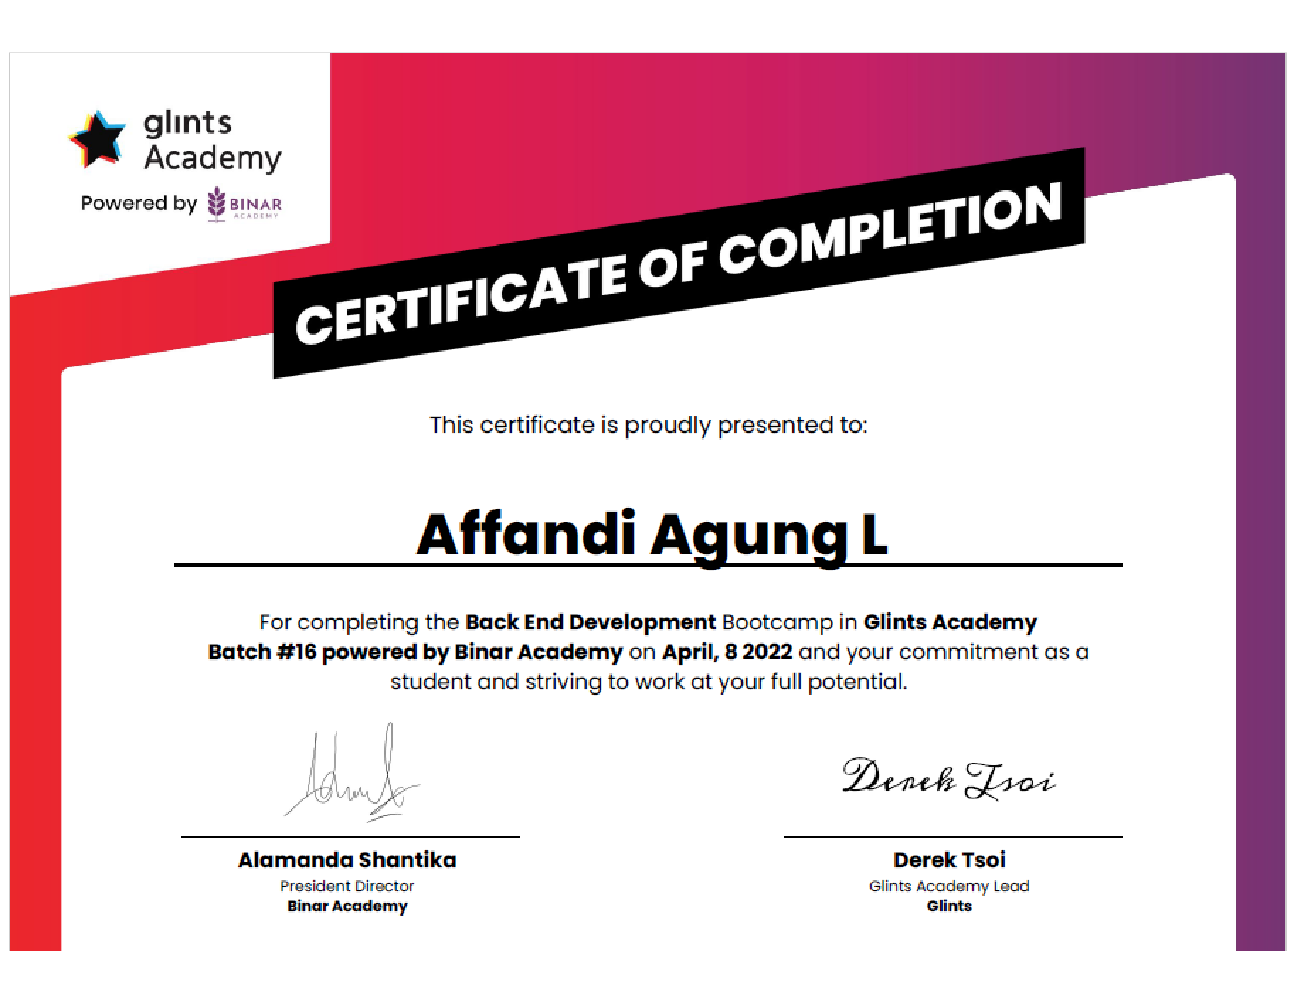 glints
Academy
Powered by BINAR
ACADEMY
CERTIFICATE OF COMPLETION
This certificate is proudly presented to:
Affandi Agung L
For completing the Back End Development Bootcamp in Glints Academy
Batch #16 powered by Binar Academy on April, 8 2022 and your commitment as a
student and striving to work at your full potential.
Derek Tsoi
Alamanda Shantika
President Director
Binar Academy
Derek Tsoi
Glints Academy Lead
Glints